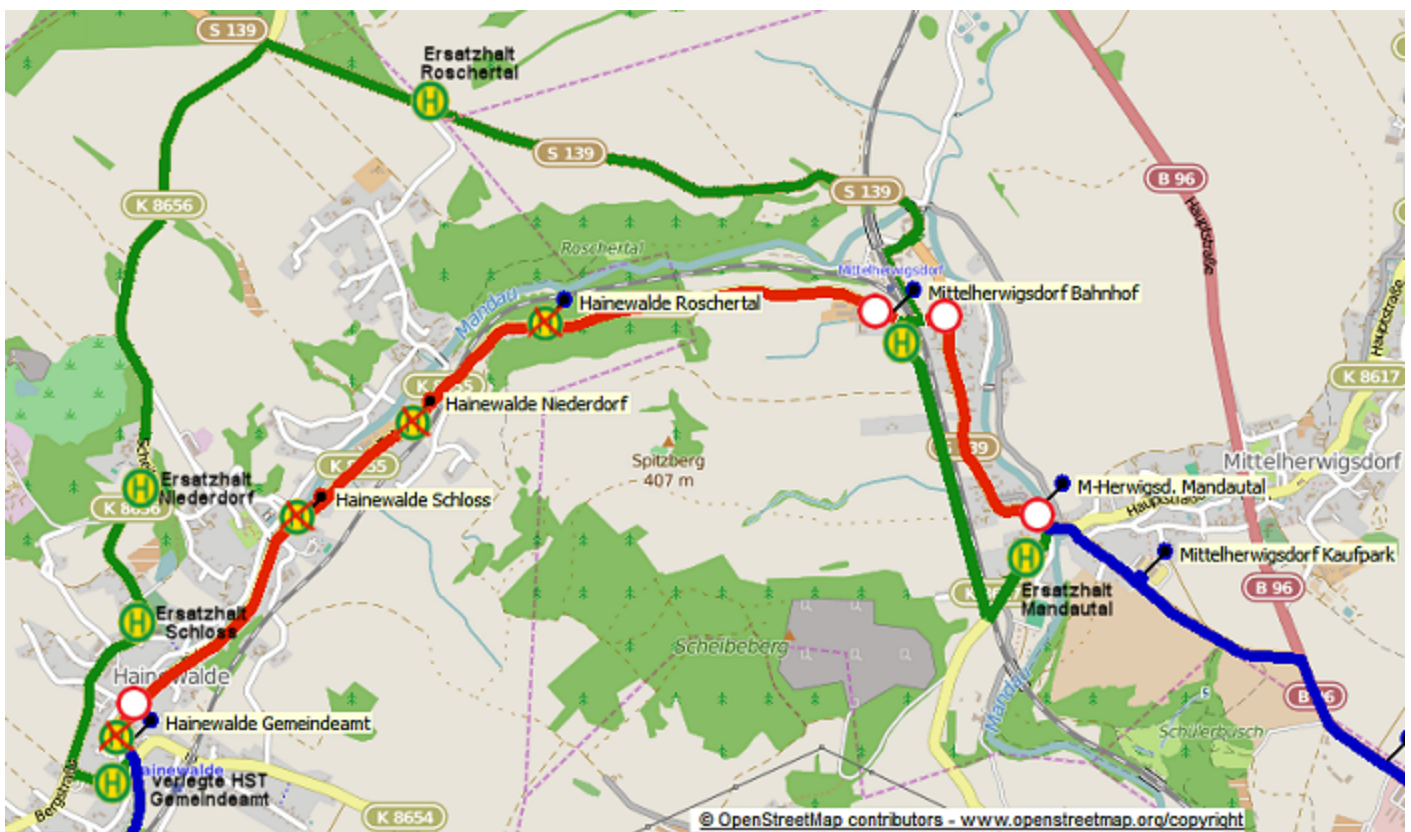 S 139
Ersatzhalt
Roschertal
S 139
B 96
K 8656
S 139
Hauptstraße
Roschertal
Mittelherwigsdorf
Mittelherwigsdorf Bahnhof
Mandau
Hainewalde Roschertal
Hauptstraße
K 8617
Hainewalde Niederdorf
Spitzberg
407 m
Mittelherwigsdorf
Ersatzhalt
Niederdorf
Hainewalde Schloss
M-Herwigsd. Mandautal
Mittelherwigsdorf Kaufpark
B 96
Ersatzhalt
Mandautal
Ersatzhalt
Schloss
Scheibeberg
Hainewalde
Mandau
Hainewalde Gemeindeamt
Schülerbusch
verlegte HST
Gemeindeamt
Bergstraße
K 8654
© OpenStreetMap contributors - www.openstreetmap.org/copyright